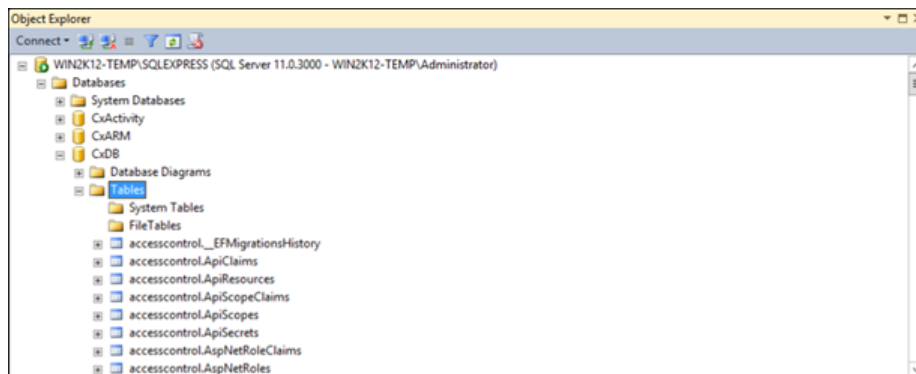 Object Explorer
Connect
WIN2K12-TEMP\SQLEXPRESS (SQL Server 11.0.3000 - WIN2K12-TEMP\Administrator)
Databases
System Databases
CxActivity
CxARM
CxDB
Database Diagrams
Tables
System Tables
FileTables
accesscontrol.__EFMigrationsHistory
accesscontrol.ApiClaims
accesscontrol.ApiResources
accesscontrol.ApiScopeClaims
accesscontrol.ApiScopes
accesscontrol.ApiSecrets
accesscontrol.AspNetRoleClaims
accesscontrol.AspNetRoles